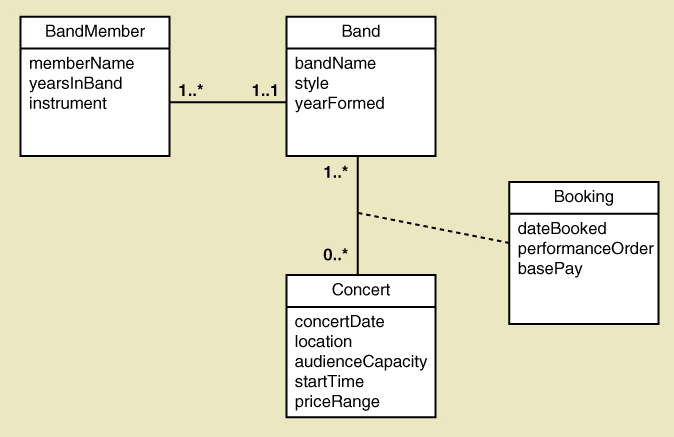 BandMember
memberName
yearsInBand
instrument
1..*
1..1
Band
bandName
style
yearFormed
1..*
0..*
Booking
dateBooked
performanceOrder
basePay
Concert
concertDate
location
audienceCapacity
startTime
priceRange